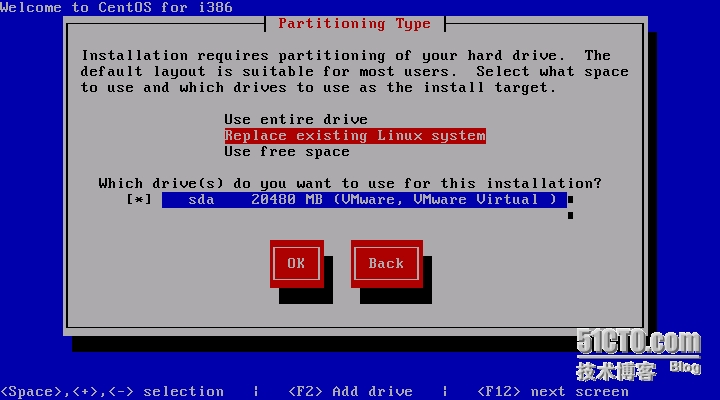 Welcome to CentOS for i386
Partitioning Type
Installation requires partitioning of your hard drive. The
default layout is suitable for most users. Select what space
to use and which drives to use as the install target.
Use entire drive
Replace existing Linux system
Use free space
Which drive(s) do you want to use for this installation?
[*] sda 20480 MB (VMware, VMware Virtual )
OK Back
51CTO.com
技术博客 Blog
<Space>,<+>,<-> selection | <F2> Add drive | <F12> next screen